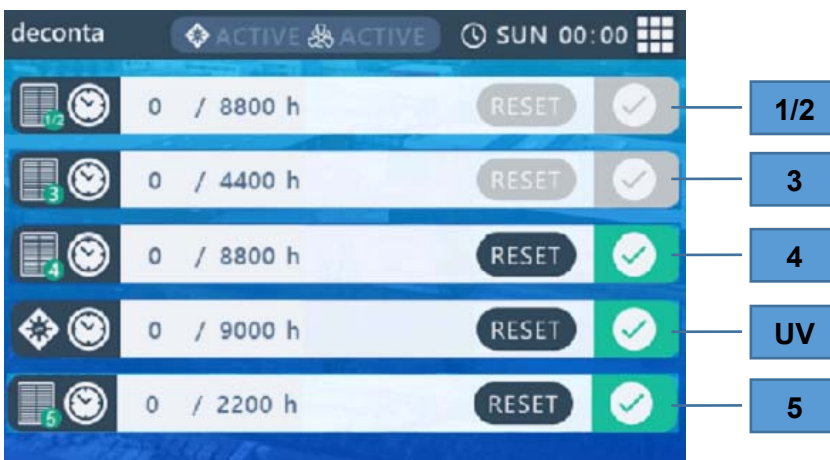 deconta ACTIVE ACTIVE SUN 00:00
1/2 0 / 8800 h RESET 1/2
3 0 / 4400 h RESET 3
4 0 / 8800 h RESET 4
0 / 9000 h RESET UV
5 0 / 2200 h RESET 5